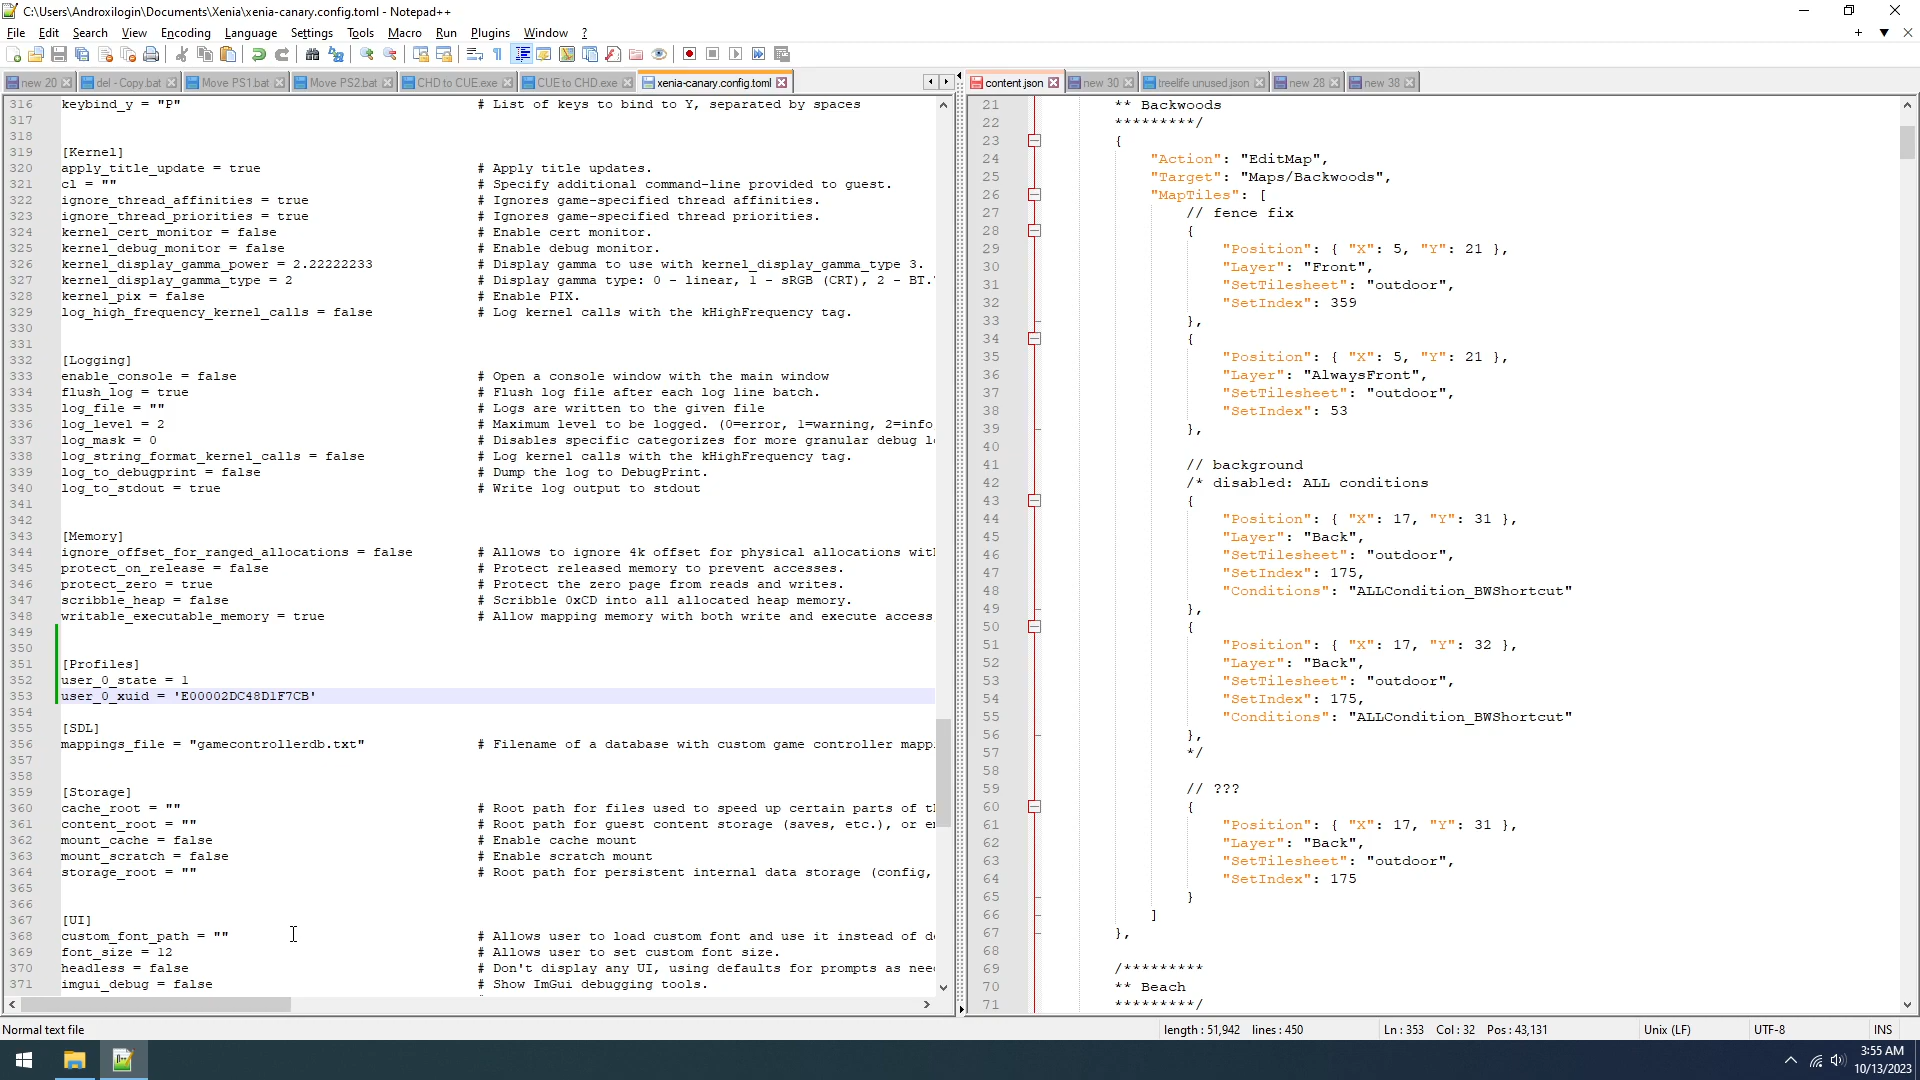 C:\Users\Androxilogin\Documents\Xenia\xenia-canary.config.toml - Notepad++
File Edit Search View Encoding Language Settings Tools Macro Run Plugins Window ?
new 20 del - Copy.bat Move PS1.bat Move PS2.bat CHD to CUE.exe CUE to CHD.exe xenia-canary.config.toml
316 keybind_y = "P" # List of keys to bind to Y, separated by spaces
317
318
319 [Kernel]
320 apply_title_update = true # Apply title updates.
321 cl = "" # Specify additional command-line provided to guest.
322 ignore_thread_affinities = true # Ignores game-specified thread affinities.
323 ignore_thread_priorities = true # Ignores game-specified thread priorities.
324 kernel_cert_monitor = false # Enable cert monitor.
325 kernel_debug_monitor = false # Enable debug monitor.
326 kernel_display_gamma_power = 2.22222233 # Display gamma to use with kernel_display_gamma_type 3.
327 kernel_display_gamma_type = 2 # Display gamma type: 0 - linear, 1 - sRGB (CRT), 2 - BT.
328 kernel_pix = false # Enable PIX.
329 log_high_frequency_kernel_calls = false # Log kernel calls with the kHighFrequency tag.
330
331
332 [Logging]
333 enable_console = false # Open a console window with the main window
334 flush_log = true # Flush log file after each log line batch.
335 log_file = "" # Logs are written to the given file
336 log_level = 2 # Maximum level to be logged. (0=error, 1=warning, 2=info
337 log_mask = 0 # Disables specific categorizes for more granular debug l
338 log_string_format_kernel_calls = false # Log kernel calls with the kHighFrequency tag.
339 log_to_debugprint = false # Dump the log to DebugPrint.
340 log_to_stdout = true # Write log output to stdout
341
342
343 [Memory]
344 ignore_offset_for_ranged_allocations = false # Allows to ignore 4k offset for physical allocations wit
345 protect_on_release = false # Protect released memory to prevent accesses.
346 protect_zero = true # Protect the zero page from reads and writes.
347 scribble_heap = false # Scribble 0xCD into all allocated heap memory.
348 writable_executable_memory = true # Allow mapping memory with both write and execute access
349
350
351 [Profiles]
352 user_0_state = 1
353 user_0_xuid = 'E00002DC48D1F7CB'
354
355 [SDL]
356 mappings_file = "gamecontrollerdb.txt" # Filename of a database with custom game controller mapp
357
358
359 [Storage]
360 cache_root = "" # Root path for files used to speed up certain parts of t
361 content_root = "" # Root path for guest content storage (saves, etc.), or e
362 mount_cache = false # Enable cache mount
363 mount_scratch = false # Enable scratch mount
364 storage_root = "" # Root path for persistent internal data storage (config,
365
366
367 [UI]
368 custom_font_path = "" # Allows user to load custom font and use it instead of d
369 font_size = 12 # Allows user to set custom font size.
370 headless = false # Don't display any UI, using defaults for prompts as nee
371 imgui_debug = false # Show ImGui debugging tools.
content.json new 30 treelife unused.json new 28 new 38
21 ** Backwoods
22 *********/
23 {
24 "Action": "EditMap",
25 "Target": "Maps/Backwoods",
26 "MapTiles": [
27 // fence fix
28 {
29 "Position": { "X": 5, "Y": 21 },
30 "Layer": "Front",
31 "SetTilesheet": "outdoor",
32 "SetIndex": 359
33 },
34 {
35 "Position": { "X": 5, "Y": 21 },
36 "Layer": "AlwaysFront",
37 "SetTilesheet": "outdoor",
38 "SetIndex": 53
39 },
40
41 // background
42 /* disabled: ALL conditions
43 {
44 "Position": { "X": 17, "Y": 31 },
45 "Layer": "Back",
46 "SetTilesheet": "outdoor",
47 "SetIndex": 175,
48 "Conditions": "ALLCondition_BWShortcut"
49 },
50 {
51 "Position": { "X": 17, "Y": 32 },
52 "Layer": "Back",
53 "SetTilesheet": "outdoor",
54 "SetIndex": 175,
55 "Conditions": "ALLCondition_BWShortcut"
56 },
57 */
58
59 // ???
60 {
61 "Position": { "X": 17, "Y": 31 },
62 "Layer": "Back",
63 "SetTilesheet": "outdoor",
64 "SetIndex": 175
65 }
66 ]
67 },
68
69 /*********
70 ** Beach
71 *********/
Normal text file length : 51,942 lines : 450 Ln : 353 Col : 32 Pos : 43,131 Unix (LF) UTF-8 INS
3:55 AM
10/13/2023